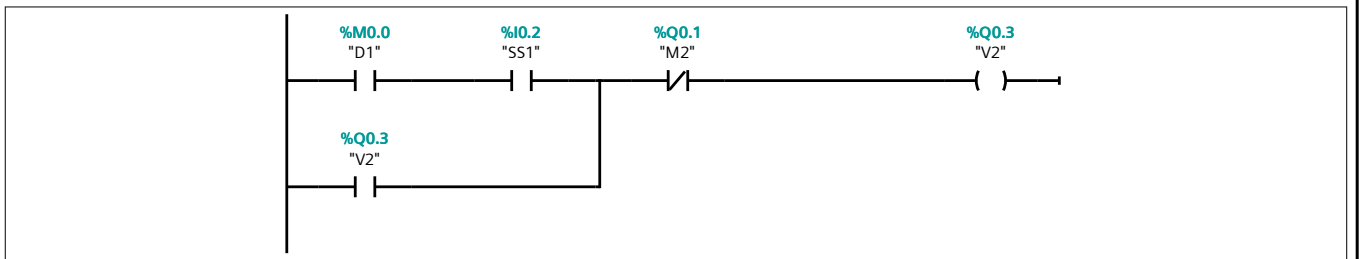 %M0.0 %I0.2 %Q0.1 %Q0.3
"D1" "SS1" "M2" "V2"
%Q0.3
"V2"